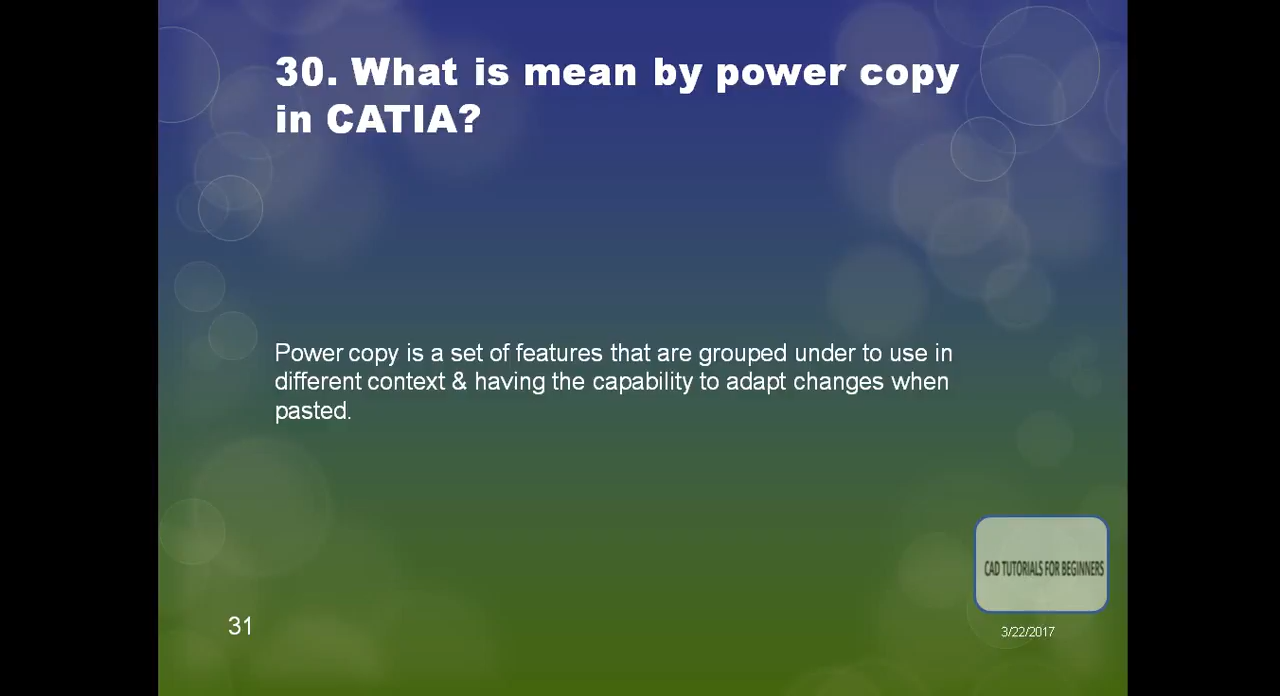 30. What is mean by power copy
in CATIA?
Power copy is a set of features that are grouped under to use in
different context & having the capability to adapt changes when
pasted.
CAD TUTORIALS FOR BEGINNERS
31
3/22/2017